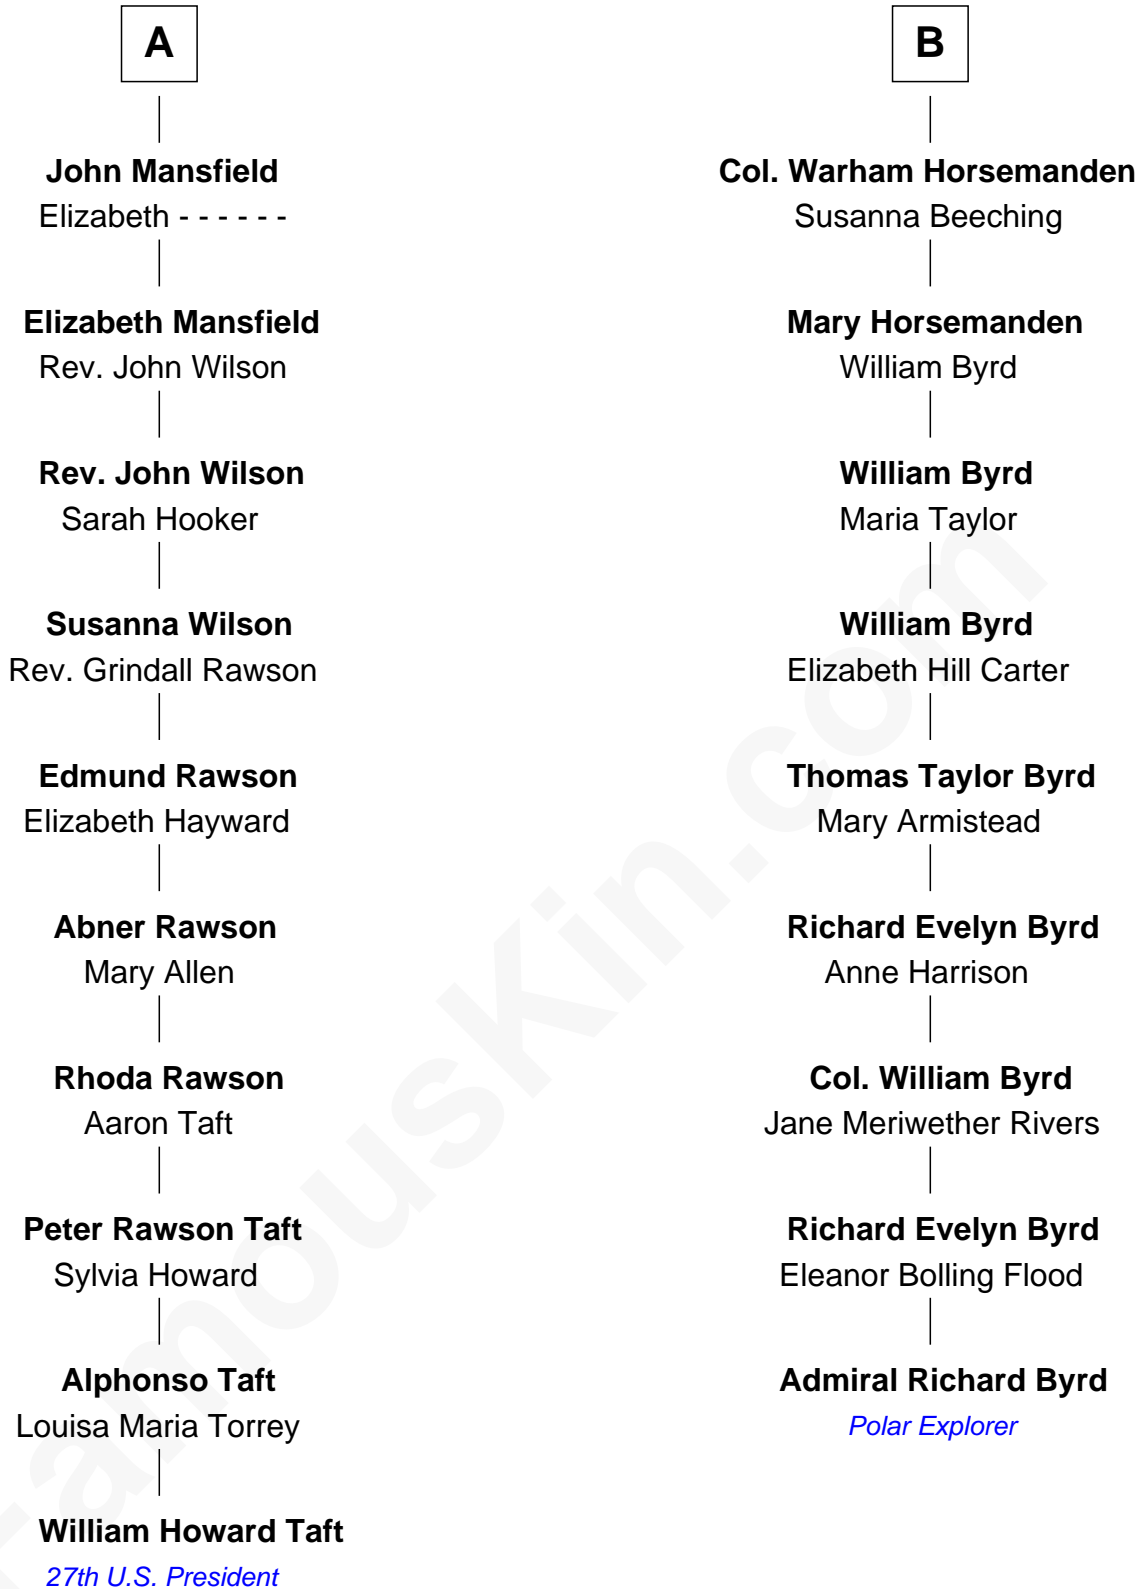 A
John Mansfield
Elizabeth - - - - - -
Elizabeth Mansfield
Rev. John Wilson
Rev. John Wilson
Sarah Hooker
Susanna Wilson
Rev. Grindall Rawson
Edmund Rawson
Elizabeth Hayward
Abner Rawson
Mary Allen
Rhoda Rawson
Aaron Taft
Peter Rawson Taft
Sylvia Howard
Alphonso Taft
Louisa Maria Torrey
William Howard Taft
27th U.S. President
B
Col. Warham Horsemanden
Susanna Beeching
Mary Horsemanden
William Byrd
William Byrd
Maria Taylor
William Byrd
Elizabeth Hill Carter
Thomas Taylor Byrd
Mary Armistead
Richard Evelyn Byrd
Anne Harrison
Col. William Byrd
Jane Meriwether Rivers
Richard Evelyn Byrd
Eleanor Bolling Flood
Admiral Richard Byrd
Polar Explorer
FamousKin.com